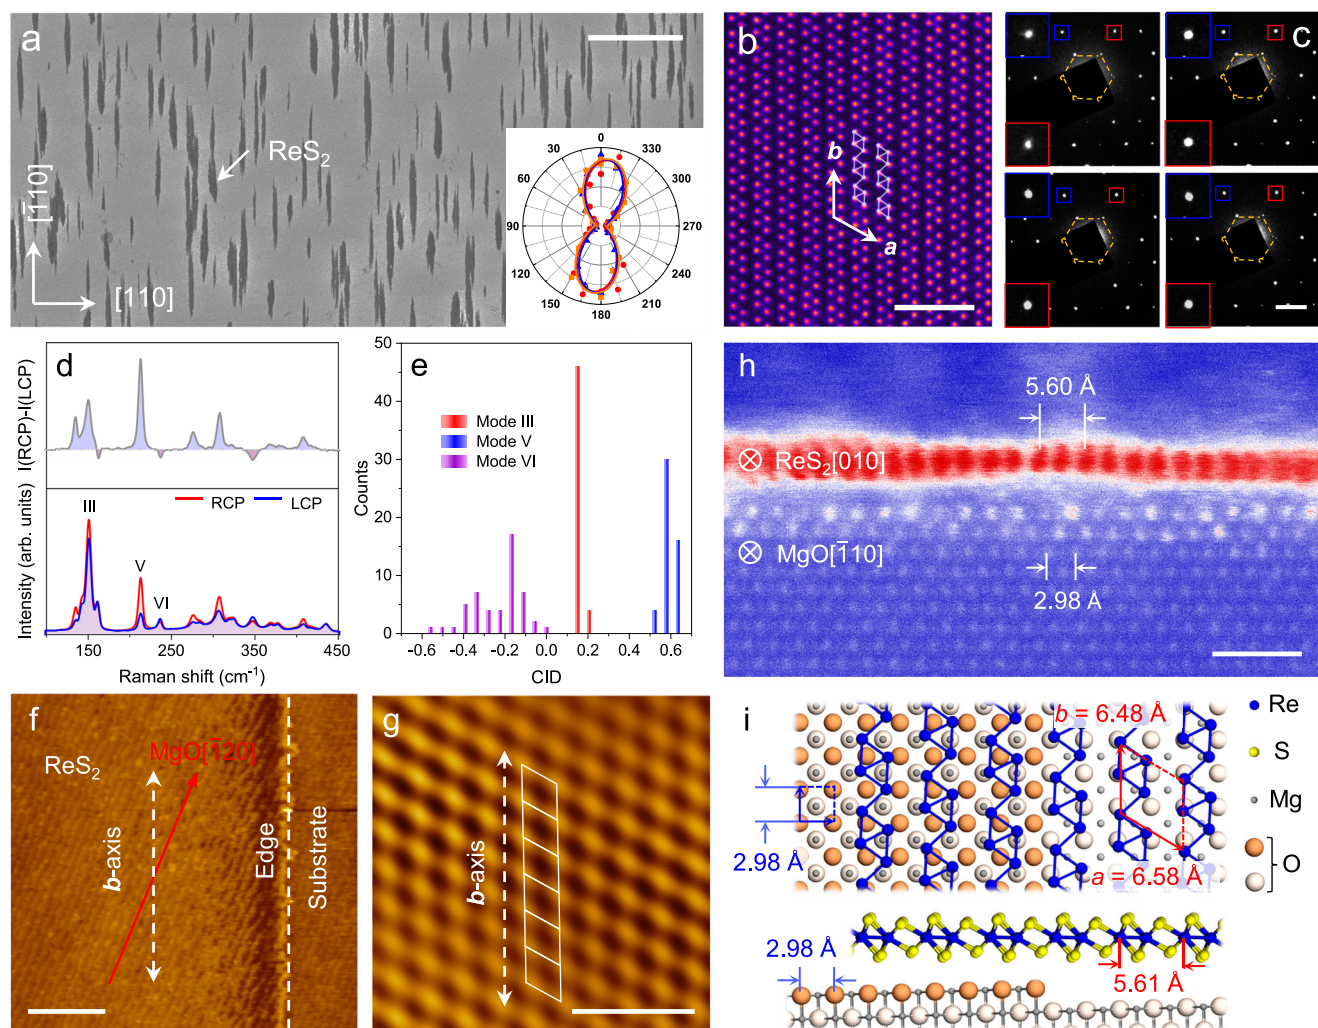 a
ReS₂
[1̄10]
[110]
0
30
330
60
300
90
270
120
240
150
210
180
b
b
a
c
d
I(RCP)-I(LCP)
Intensity (arb. units)
RCP
LCP
III
V
VI
150
250
350
450
Raman shift (cm⁻¹)
e
Counts
50
40
30
20
10
0
Mode III
Mode V
Mode VI
-0.6
-0.4
-0.2
0.0
0.2
0.4
0.6
CID
h
5.60 Å
ReS₂[010]
MgO[1̄10]
2.98 Å
f
ReS₂
MgO[1̄20]
b-axis
Edge
Substrate
g
b-axis
i
b = 6.48 Å
2.98 Å
a = 6.58 Å
Re
S
Mg
O
2.98 Å
5.61 Å